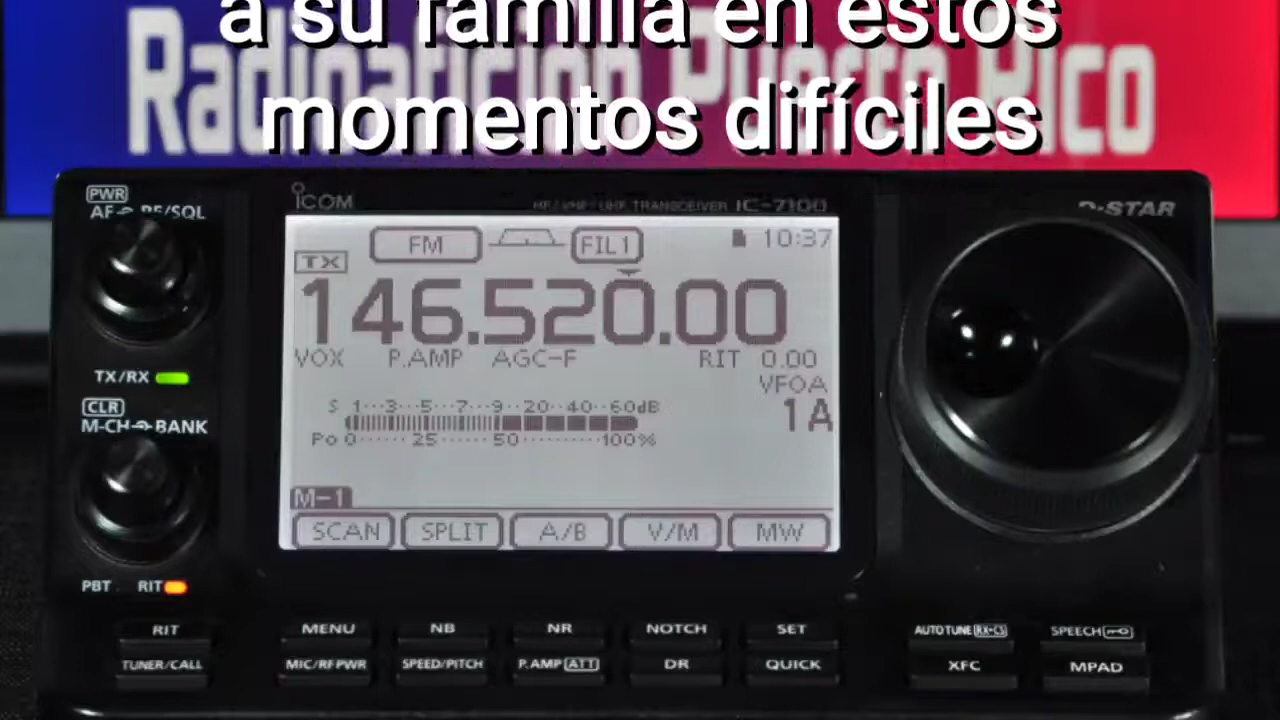 a su familia en estos
momentos difíciles
Radioafición Puerto Rico
PWR
AF RF/SQL
ICOM
HF/VHF/UHF TRANSCEIVER IC-7100
D-STAR
FM
FIL1
10:37
TX
146.520.00
VOX P.AMP AGC-F RIT 0.00
VFOA
1A
TX/RX
CLR
M-CH BANK
S 1···3···5···7···9··20··40··60dB
Po 0······25······50··········100%
M-1
SCAN SPLIT A/B V/M MW
PBT RIT
RIT MENU NB NR NOTCH SET AUTO TUNE RX-CS SPEECH
TUNER/CALL MIC/RF PWR SPEED/PITCH P.AMP ATT DR QUICK XFC MPAD